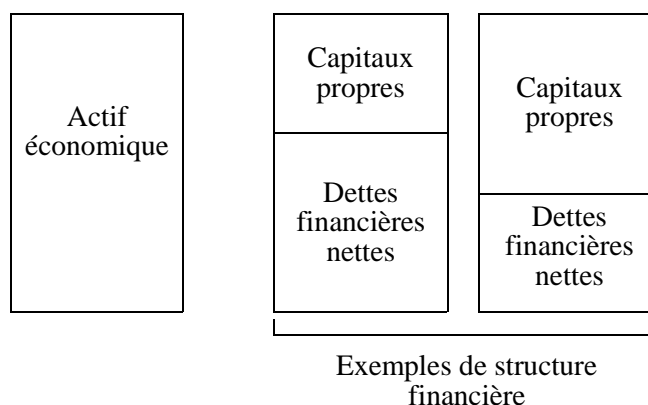 Actif
économique
Capitaux
propres
Dettes
financières
nettes
Capitaux
propres
Dettes
financières
nettes
Exemples de structure
financière